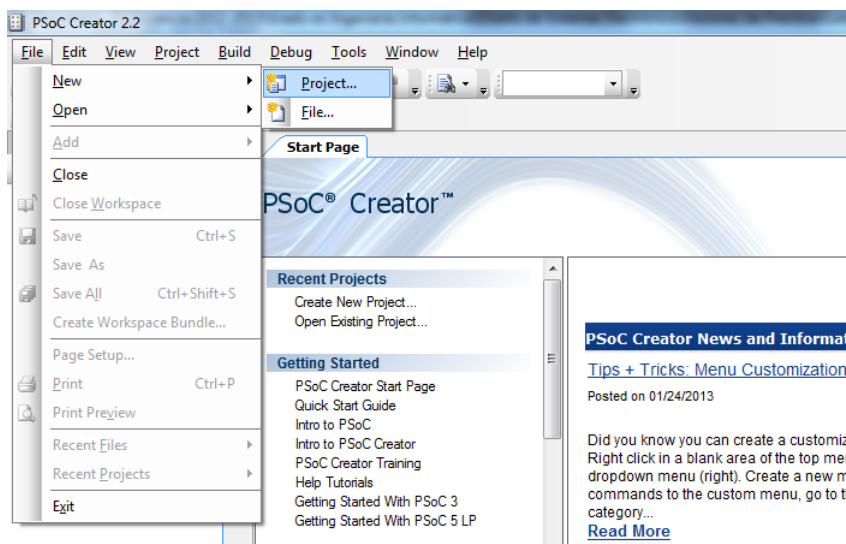 PSoC Creator 2.2
File Edit View Project Build Debug Tools Window Help
New
Open
Add
Close
Close Workspace
Save Ctrl+S
Save As
Save All Ctrl+Shift+S
Create Workspace Bundle...
Page Setup...
Print Ctrl+P
Print Preview
Recent Files
Recent Projects
Exit
Project...
File...
Start Page
PSoC® Creator™
Recent Projects
Create New Project...
Open Existing Project...
Getting Started
PSoC Creator Start Page
Quick Start Guide
Intro to PSoC
Intro to PSoC Creator
PSoC Creator Training
Help Tutorials
Getting Started With PSoC 3
Getting Started With PSoC 5 LP
PSoC Creator News and Informat
Tips + Tricks: Menu Customization
Posted on 01/24/2013
Did you know you can create a customiz
Right click in a blank area of the top me
dropdown menu (right). Create a new m
commands to the custom menu, go to t
category...
Read More